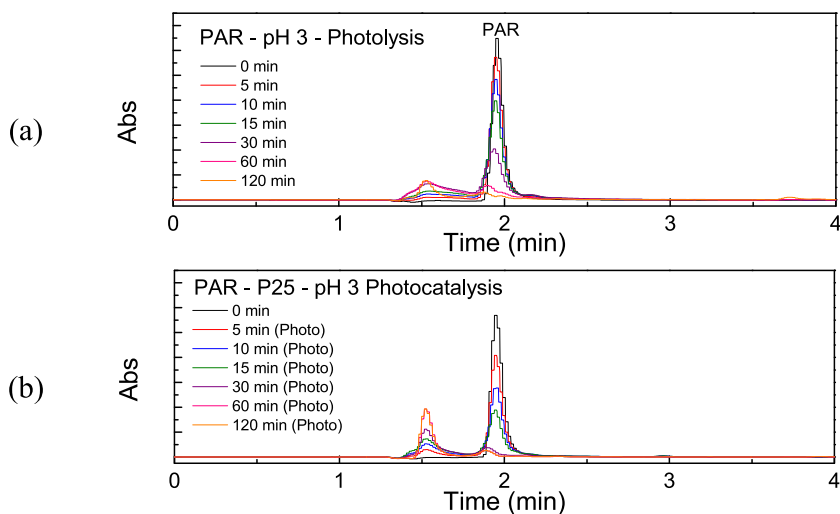 PAR - pH 3 - Photolysis
PAR
0 min
5 min
10 min
15 min
30 min
60 min
120 min
(a)
Abs
0 1 2 3 4
Time (min)
PAR - P25 - pH 3 Photocatalysis
0 min
5 min (Photo)
10 min (Photo)
15 min (Photo)
30 min (Photo)
60 min (Photo)
120 min (Photo)
(b)
Abs
0 1 2 3 4
Time (min)